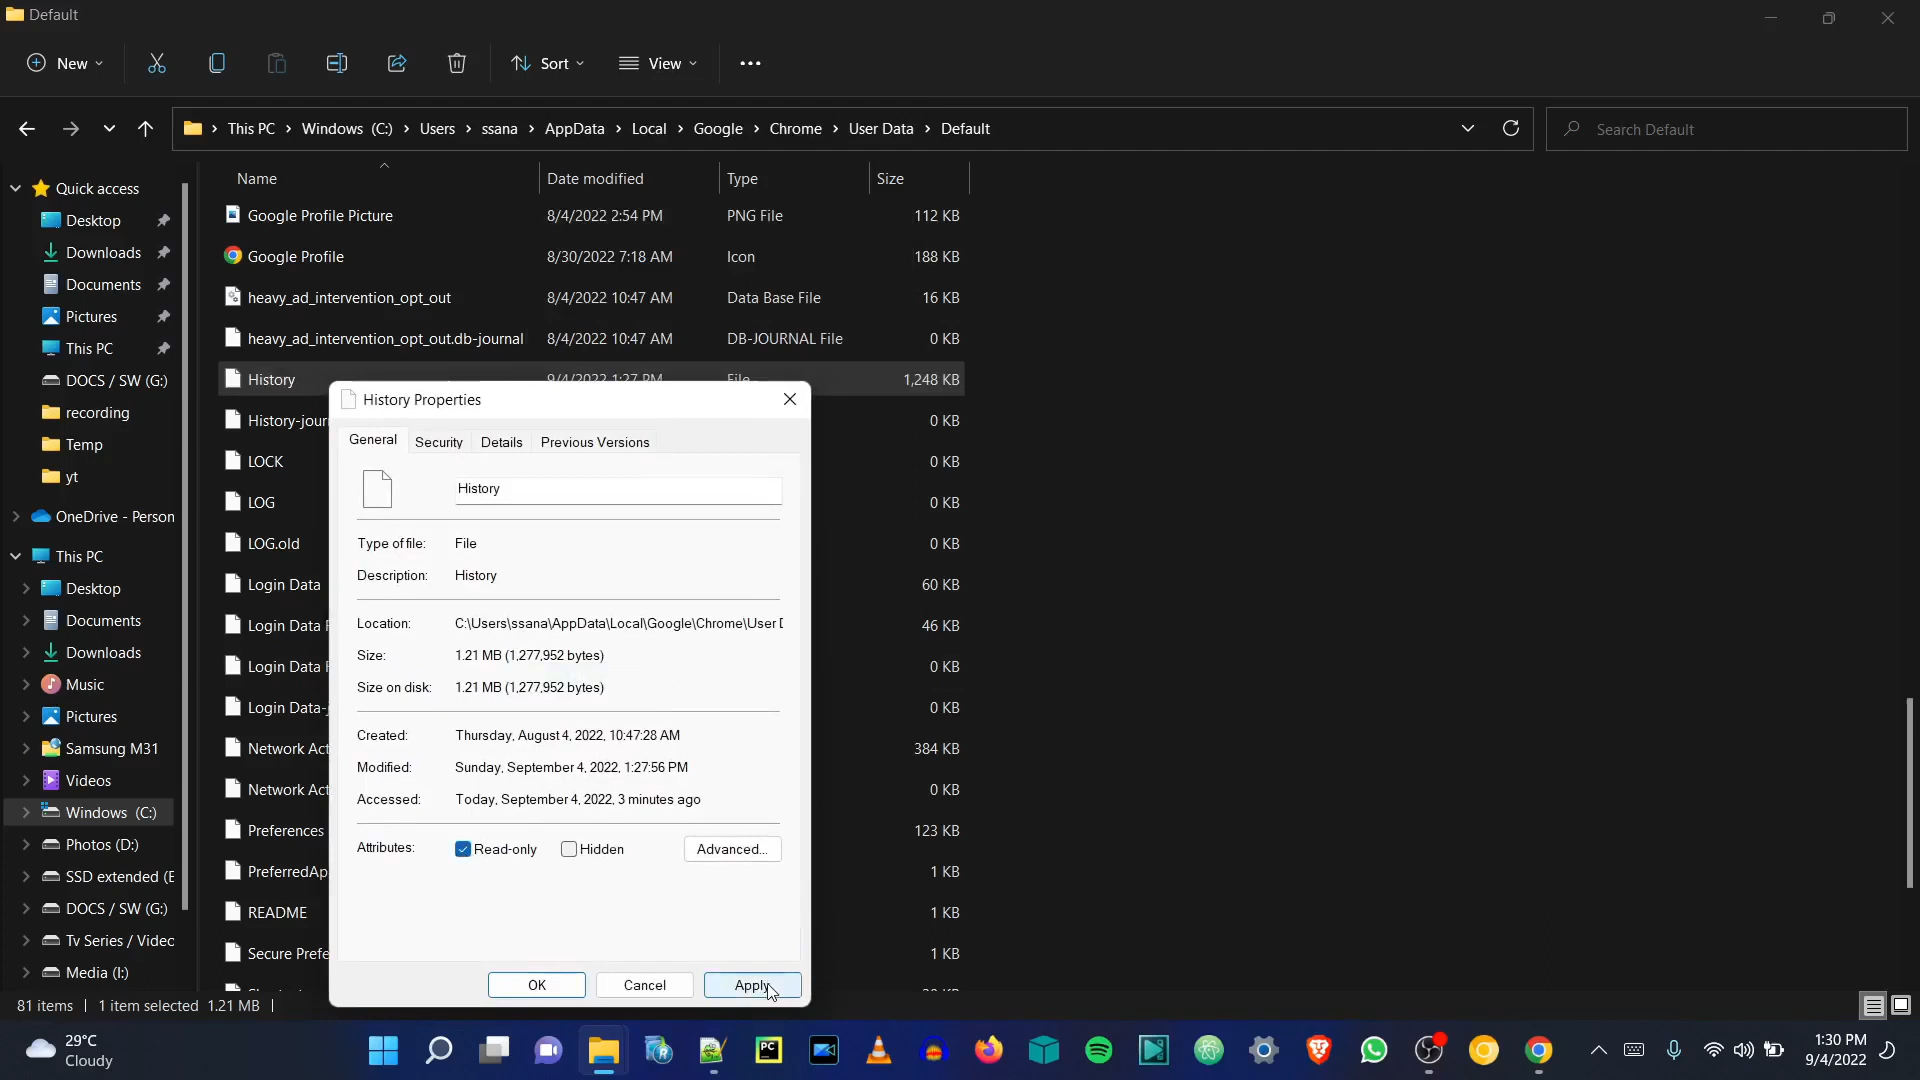 Default
New
Sort
View
This PC
Windows (C:)
Users
ssana
AppData
Local
Google
Chrome
User Data
Default
Search Default
Name
Date modified
Type
Size
Quick access
Desktop
Downloads
Documents
Pictures
This PC
DOCS / SW (G:)
recording
Temp
yt
OneDrive - Person
This PC
Desktop
Documents
Downloads
Music
Pictures
Samsung M31
Videos
Windows (C:)
Photos (D:)
SSD extended (E
DOCS / SW (G:)
Tv Series / Videc
Media (I:)
Google Profile Picture 8/4/2022 2:54 PM PNG File 112 KB
Google Profile 8/30/2022 7:18 AM Icon 188 KB
heavy_ad_intervention_opt_out 8/4/2022 10:47 AM Data Base File 16 KB
heavy_ad_intervention_opt_out.db-journal 8/4/2022 10:47 AM DB-JOURNAL File 0 KB
History 9/4/2022 1:27 PM File 1,248 KB
History-jour 0 KB
LOCK 0 KB
LOG 0 KB
LOG.old 0 KB
Login Data 60 KB
Login Data F 46 KB
Login Data F 0 KB
Login Data-j 0 KB
Network Act 384 KB
Network Act 0 KB
Preferences 123 KB
PreferredAp 1 KB
README 1 KB
Secure Prefe 1 KB
History Properties
General
Security
Details
Previous Versions
History
Type of file: File
Description: History
Location: C:\Users\ssana\AppData\Local\Google\Chrome\User D
Size: 1.21 MB (1,277,952 bytes)
Size on disk: 1.21 MB (1,277,952 bytes)
Created: Thursday, August 4, 2022, 10:47:28 AM
Modified: Sunday, September 4, 2022, 1:27:56 PM
Accessed: Today, September 4, 2022, 3 minutes ago
Attributes:
Read-only
Hidden
Advanced...
OK
Cancel
Apply
81 items
1 item selected 1.21 MB
29°C
Cloudy
PC
1:30 PM
9/4/2022